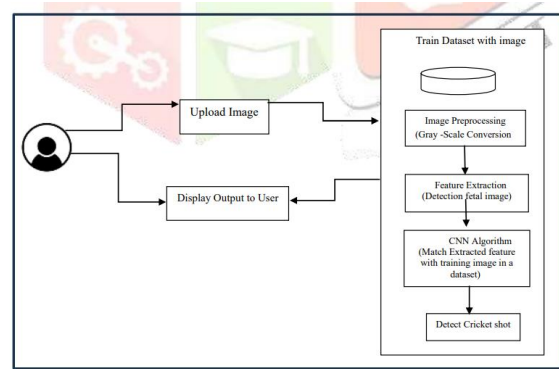 Train Dataset with image
Upload Image
Image Preprocessing
(Gray -Scale Conversion
Feature Extraction
(Detection fetal image)
Display Output to User
CNN Algorithm
(Match Extracted feature
with training image in a
dataset)
Detect Cricket shot